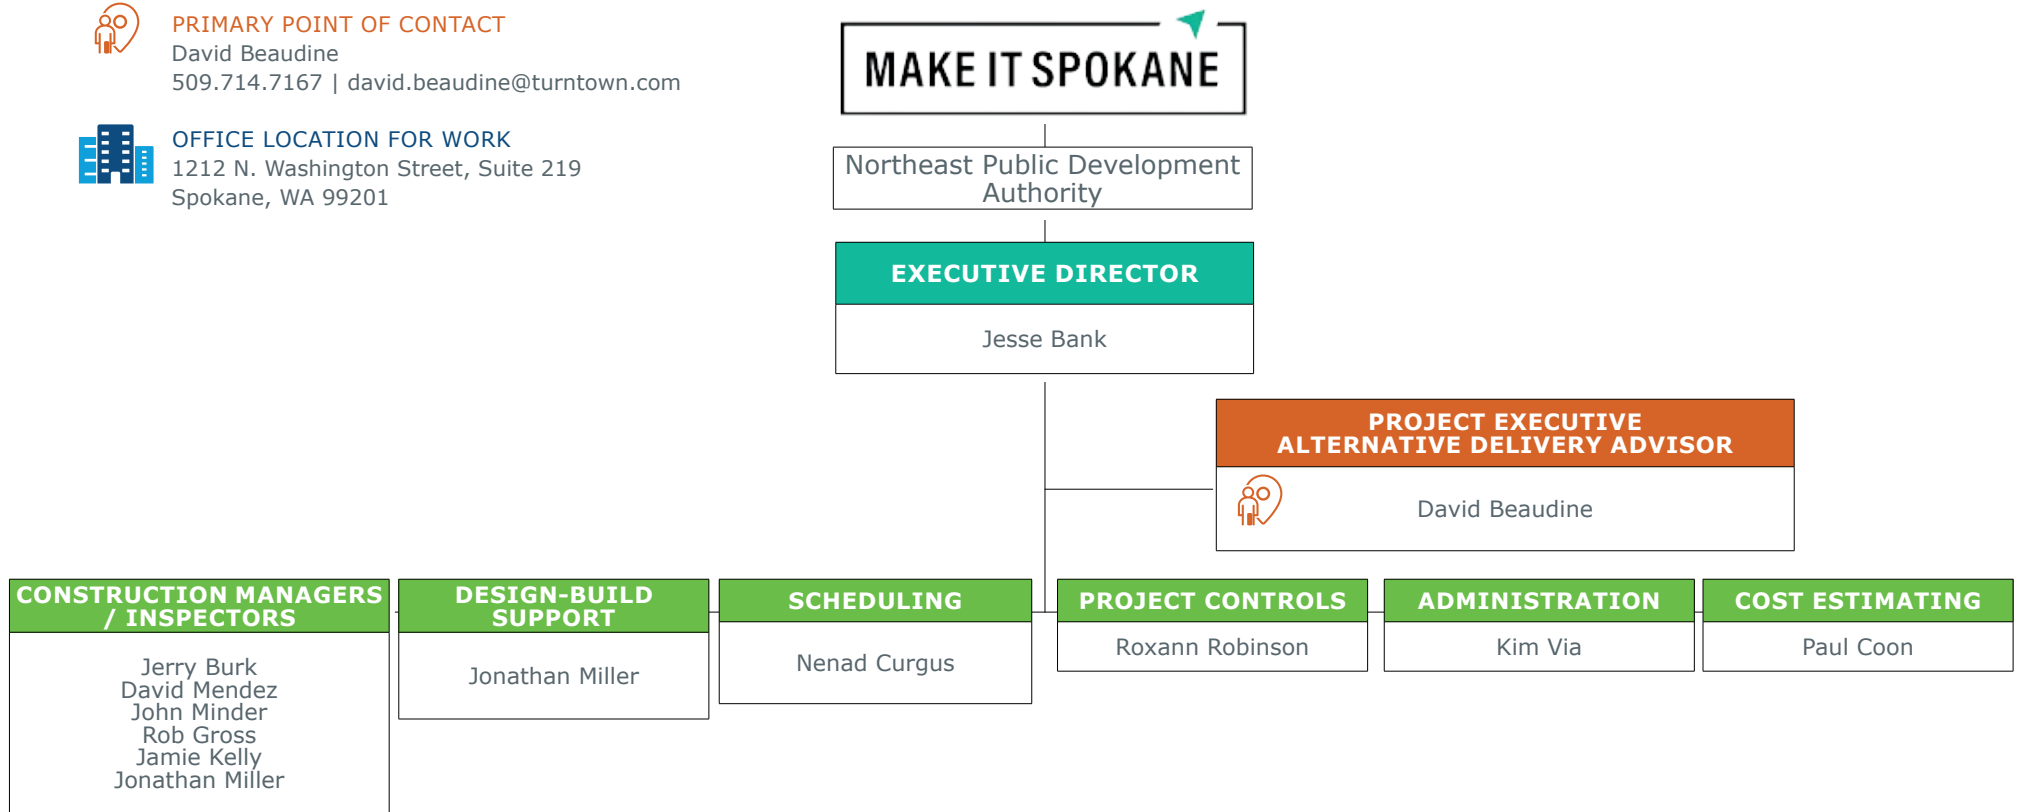 PRIMARY POINT OF CONTACT
David Beaudine
509.714.7167 | david.beaudine@turntown.com
OFFICE LOCATION FOR WORK
1212 N. Washington Street, Suite 219
Spokane, WA 99201
MAKE IT SPOKANE
Northeast Public Development
Authority
EXECUTIVE DIRECTOR
Jesse Bank
PROJECT EXECUTIVE
ALTERNATIVE DELIVERY ADVISOR
David Beaudine
CONSTRUCTION MANAGERS
/ INSPECTORS
Jerry Burk
David Mendez
John Minder
Rob Gross
Jamie Kelly
Jonathan Miller
DESIGN-BUILD
SUPPORT
Jonathan Miller
SCHEDULING
Nenad Curgus
PROJECT CONTROLS
Roxann Robinson
ADMINISTRATION
Kim Via
COST ESTIMATING
Paul Coon